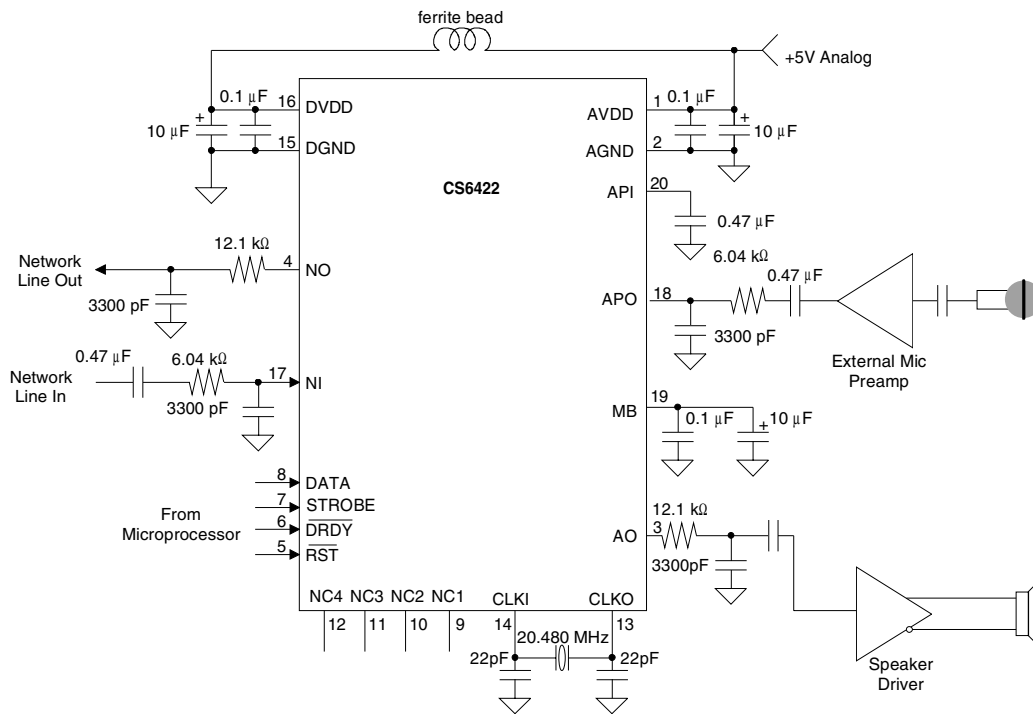 ferrite bead
+5V Analog
0.1 µF
16
DVDD
+
10 µF
15
DGND
1
0.1 µF
AVDD
+
2
10 µF
AGND
CS6422
20
API
0.47 µF
12.1 kΩ
Network
Line Out
4
NO
3300 pF
6.04 kΩ
0.47 µF
18
APO
3300 pF
External Mic
Preamp
0.47 µF
6.04 kΩ
Network
Line In
17
NI
3300 pF
19
MB
0.1 µF
+
10 µF
8
DATA
7
STROBE
From
Microprocessor
6
DRDY
5
RST
12.1 kΩ
AO
3
3300pF
NC4
NC3
NC2
NC1
CLKI
CLKO
12
11
10
9
14
13
20.480 MHz
22pF
22pF
Speaker
Driver